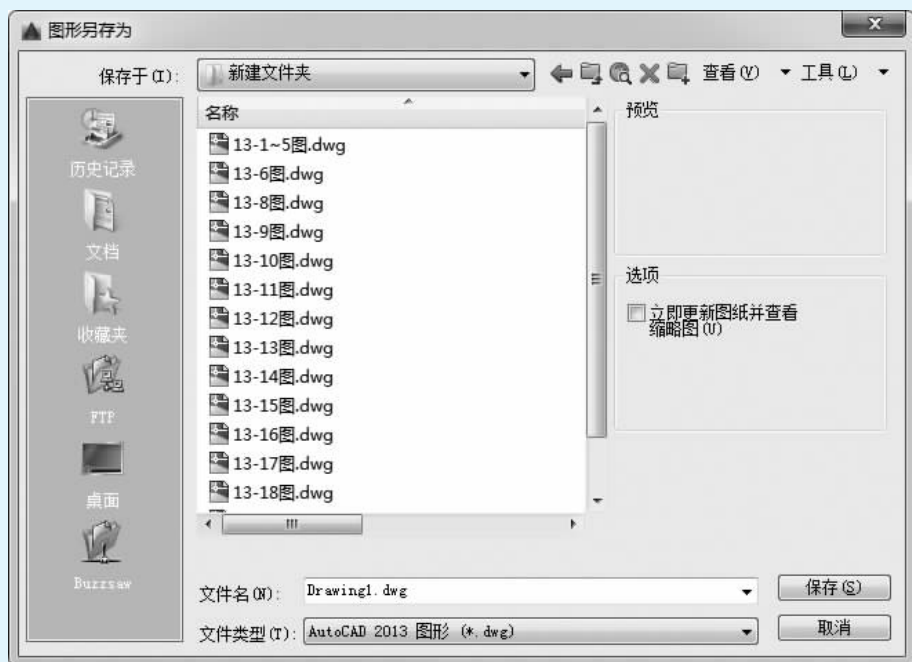 图形另存为
保存于(I):
新建文件夹
查看(V)
工具(L)
历史记录
文档
收藏夹
FTP
桌面
Buzzsaw
名称
13-1~5图.dwg
13-6图.dwg
13-8图.dwg
13-9图.dwg
13-10图.dwg
13-11图.dwg
13-12图.dwg
13-13图.dwg
13-14图.dwg
13-15图.dwg
13-16图.dwg
13-17图.dwg
13-18图.dwg
预览
选项
立即更新图纸并查看
缩略图(U)
文件名(N):
Drawing1.dwg
保存(S)
文件类型(T):
AutoCAD 2013 图形 (*.dwg)
取消